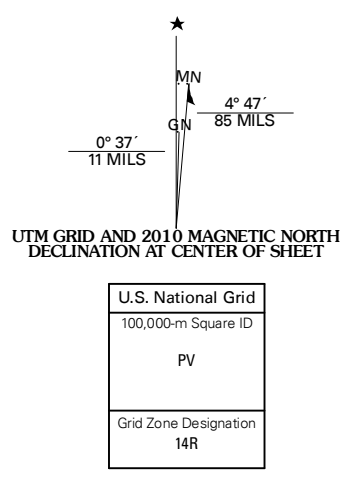 MN
4° 47´
85 MILS
GN
0° 37´
11 MILS
UTM GRID AND 2010 MAGNETIC NORTH
DECLINATION AT CENTER OF SHEET
U.S. National Grid
100,000-m Square ID
PV
Grid Zone Designation
14R